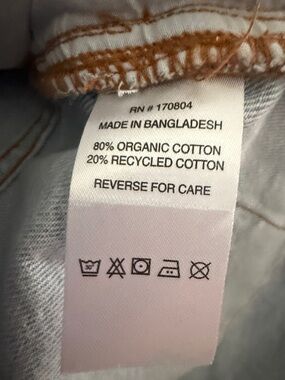 RN # 170804
MADE IN BANGLADESH
80% ORGANIC COTTON
20% RECYCLED COTTON
REVERSE FOR CARE